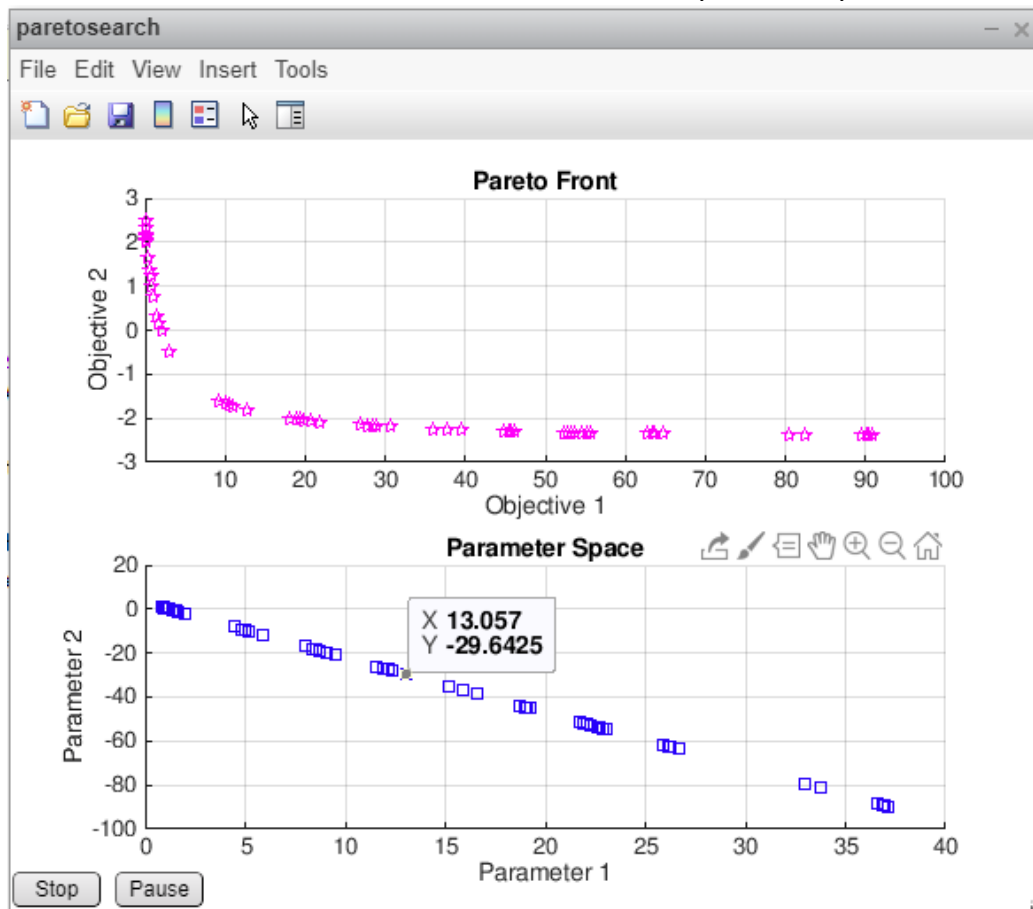 paretosearch
File Edit View Insert Tools
Pareto Front
3
2
1
0
-1
-2
-3
Objective 2
10 20 30 40 50 60 70 80 90 100
Objective 1
Parameter Space
20
0
-20
-40
-60
-80
-100
Parameter 2
X 13.057
Y -29.6425
0 5 10 15 20 25 30 35 40
Parameter 1
Stop Pause